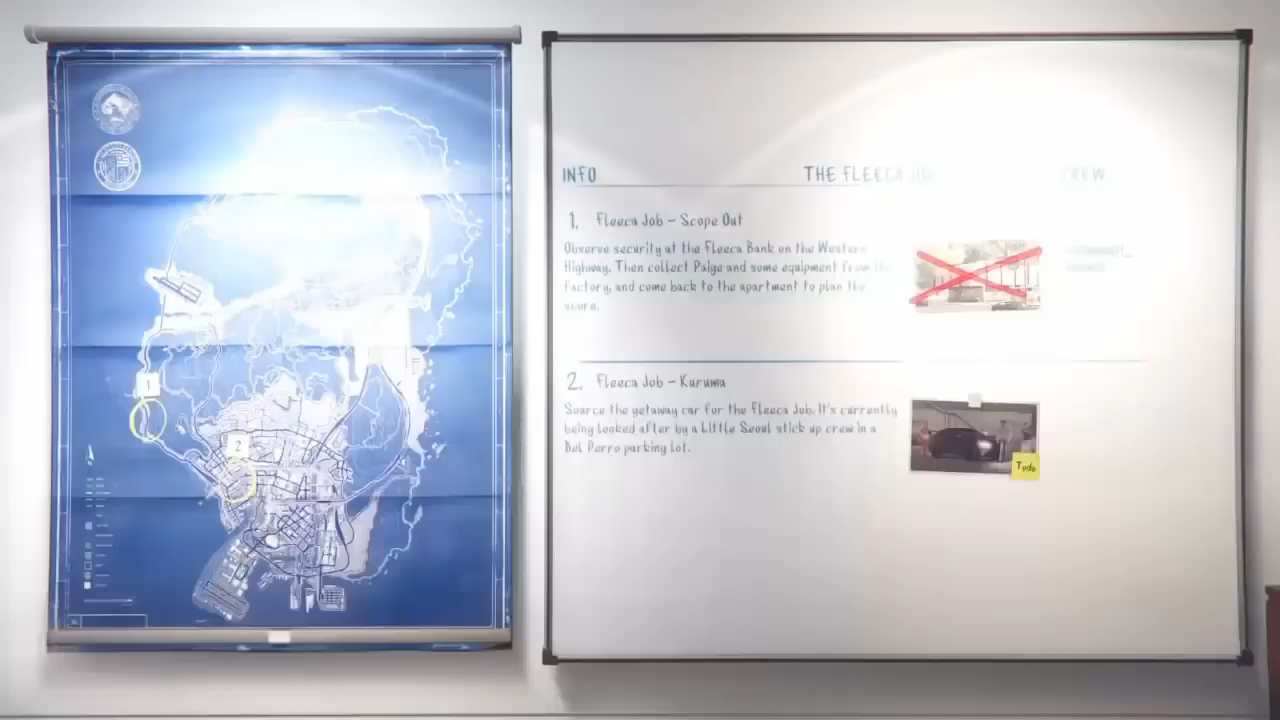 INFO
THE FLEECA
CREW
1. Fleeca Job - Scope Out
Observe security at the Fleeca Bank on the Western
Highway. Then collect Paige and some equipment from the
factory, and come back to the apartment to plan the
score.
2. Fleeca Job - Kuruma
Source the getaway car for the Fleeca Job. It's currently
being looked after by a Little Seoul stick up crew in a
Del Perro parking lot.
To do
1
2